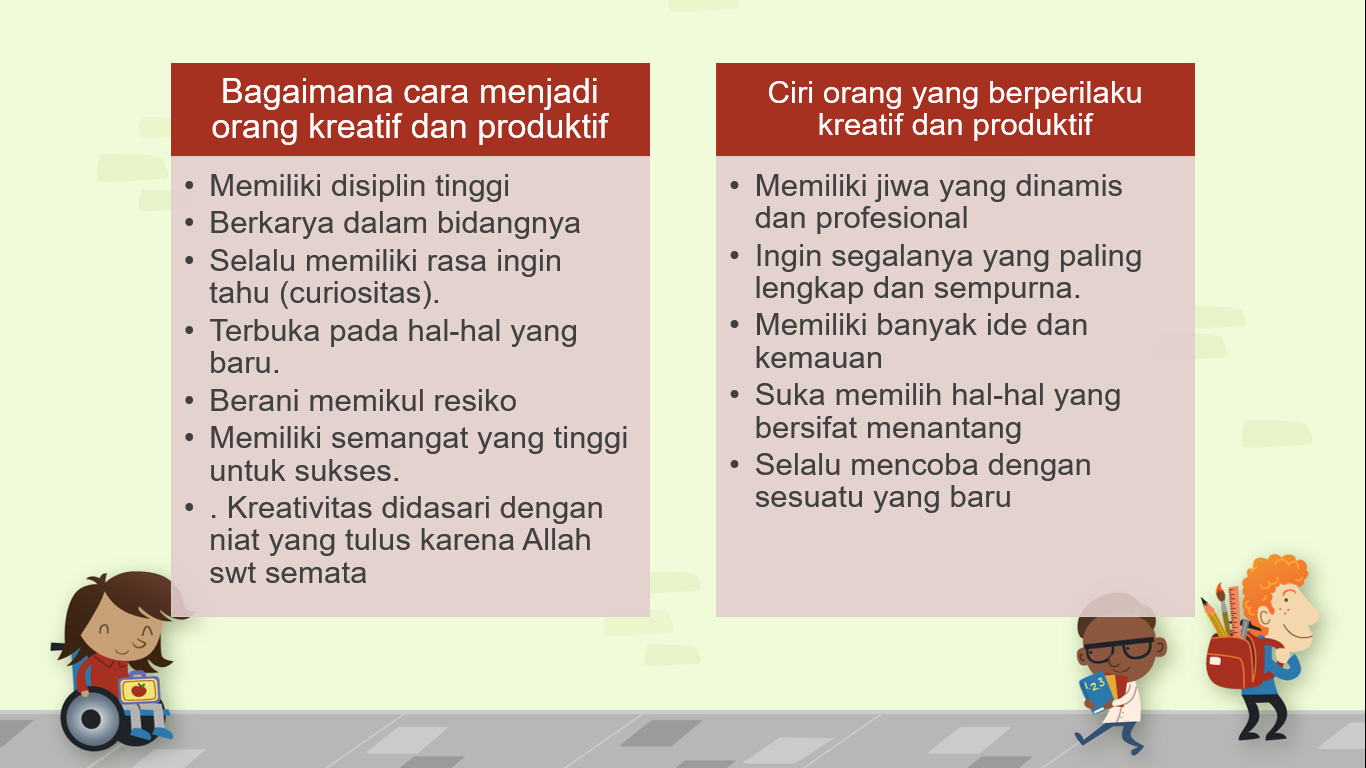 Bagaimana cara menjadi
orang kreatif dan produktif
• Memiliki disiplin tinggi
• Berkarya dalam bidangnya
• Selalu memiliki rasa ingin
tahu (curiositas).
• Terbuka pada hal-hal yang
baru.
• Berani memikul resiko
• Memiliki semangat yang tinggi
untuk sukses.
• . Kreativitas didasari dengan
niat yang tulus karena Allah
swt semata
Ciri orang yang berperilaku
kreatif dan produktif
• Memiliki jiwa yang dinamis
dan profesional
• Ingin segalanya yang paling
lengkap dan sempurna.
• Memiliki banyak ide dan
kemauan
• Suka memilih hal-hal yang
bersifat menantang
• Selalu mencoba dengan
sesuatu yang baru
1,2,3